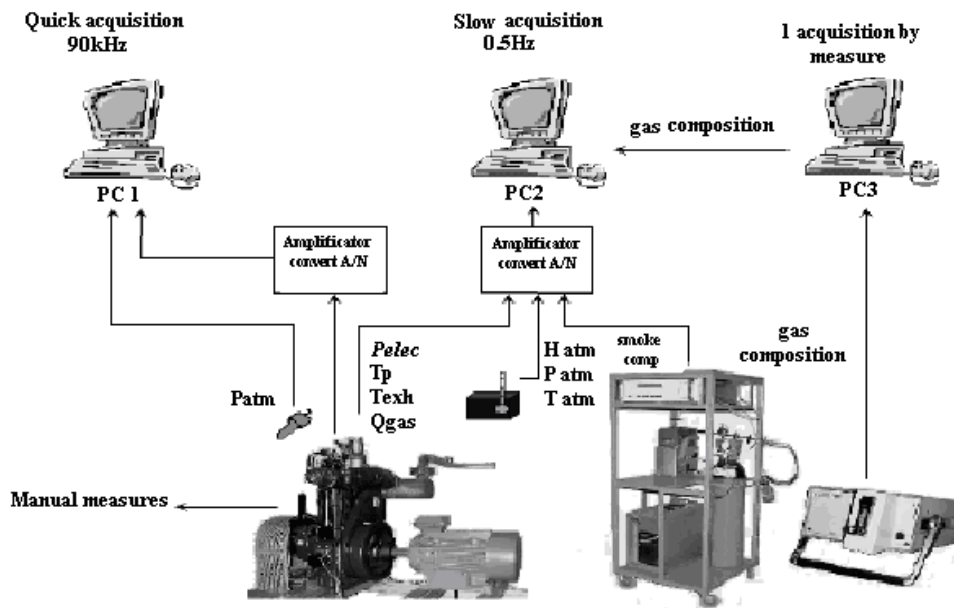 Quick acquisition
90kHz
Slow acquisition
0.5Hz
1 acquisition by
measure
gas composition
PC 1
PC2
PC3
Amplificator
convert A/N
Amplificator
convert A/N
Patm
Pelec
Tp
Texh
Qgas
H atm
P atm
T atm
smoke
comp
gas
composition
Manual measures